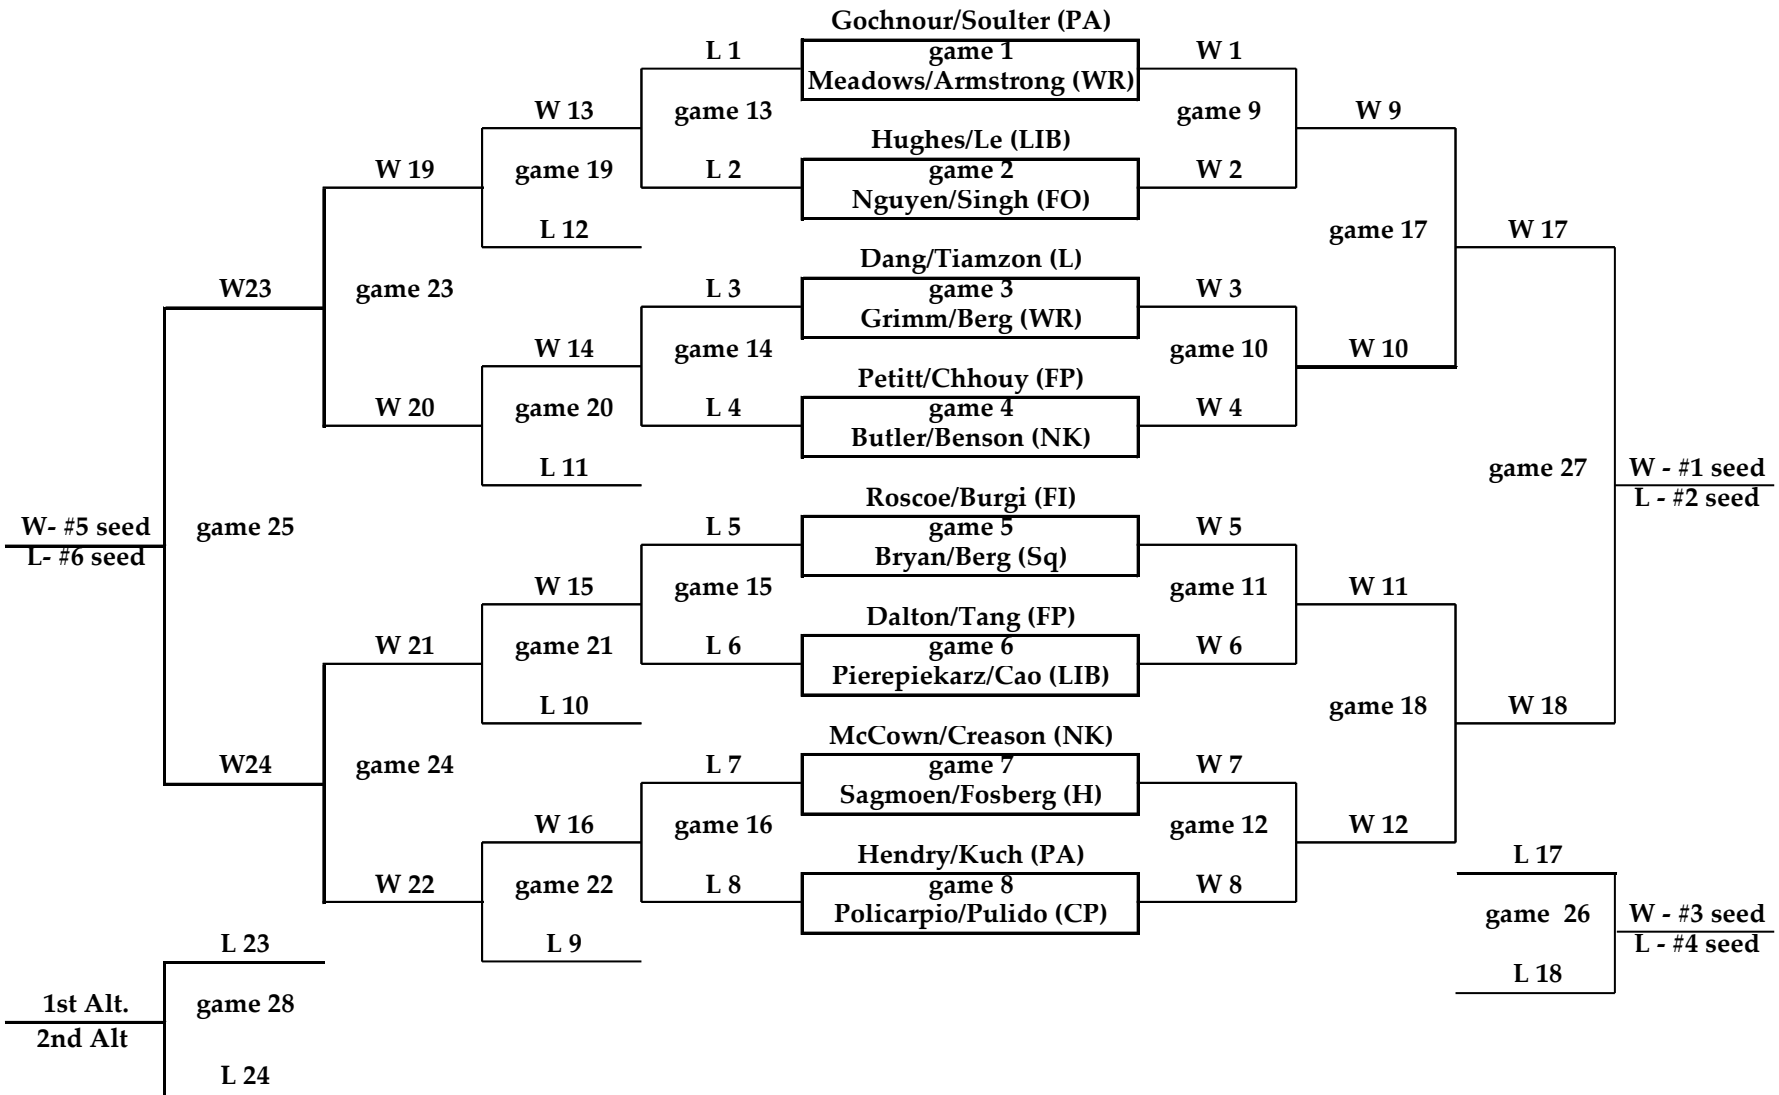 Gochnour/Soulter (PA)
L 1 game 1 W 1
Meadows/Armstrong (WR)
W 13 game 13 game 9 W 9
Hughes/Le (LIB)
W 19 game 19 L 2 game 2 W 2
Nguyen/Singh (FO)
L 12 game 17 W 17
Dang/Tiamzon (L)
W23 game 23 L 3 game 3 W 3
Grimm/Berg (WR)
W 14 game 14 game 10 W 10
Petitt/Chhouy (FP)
W 20 game 20 L 4 game 4 W 4
Butler/Benson (NK)
L 11 game 27 W - #1 seed
L - #2 seed
Roscoe/Burgi (FI)
W- #5 seed game 25 L 5 game 5 W 5
L- #6 seed Bryan/Berg (Sq)
W 15 game 15 game 11 W 11
Dalton/Tang (FP)
W 21 game 21 L 6 game 6 W 6
Pierepiekarz/Cao (LIB)
L 10 game 18 W 18
McCown/Creason (NK)
W24 game 24 L 7 game 7 W 7
Sagmoen/Fosberg (H)
W 16 game 16 game 12 W 12
Hendry/Kuch (PA) L 17
W 22 game 22 L 8 game 8 W 8
Policarpio/Pulido (CP) game 26 W - #3 seed
L 23 L 9 L - #4 seed
L 18
1st Alt. game 28
2nd Alt
L 24